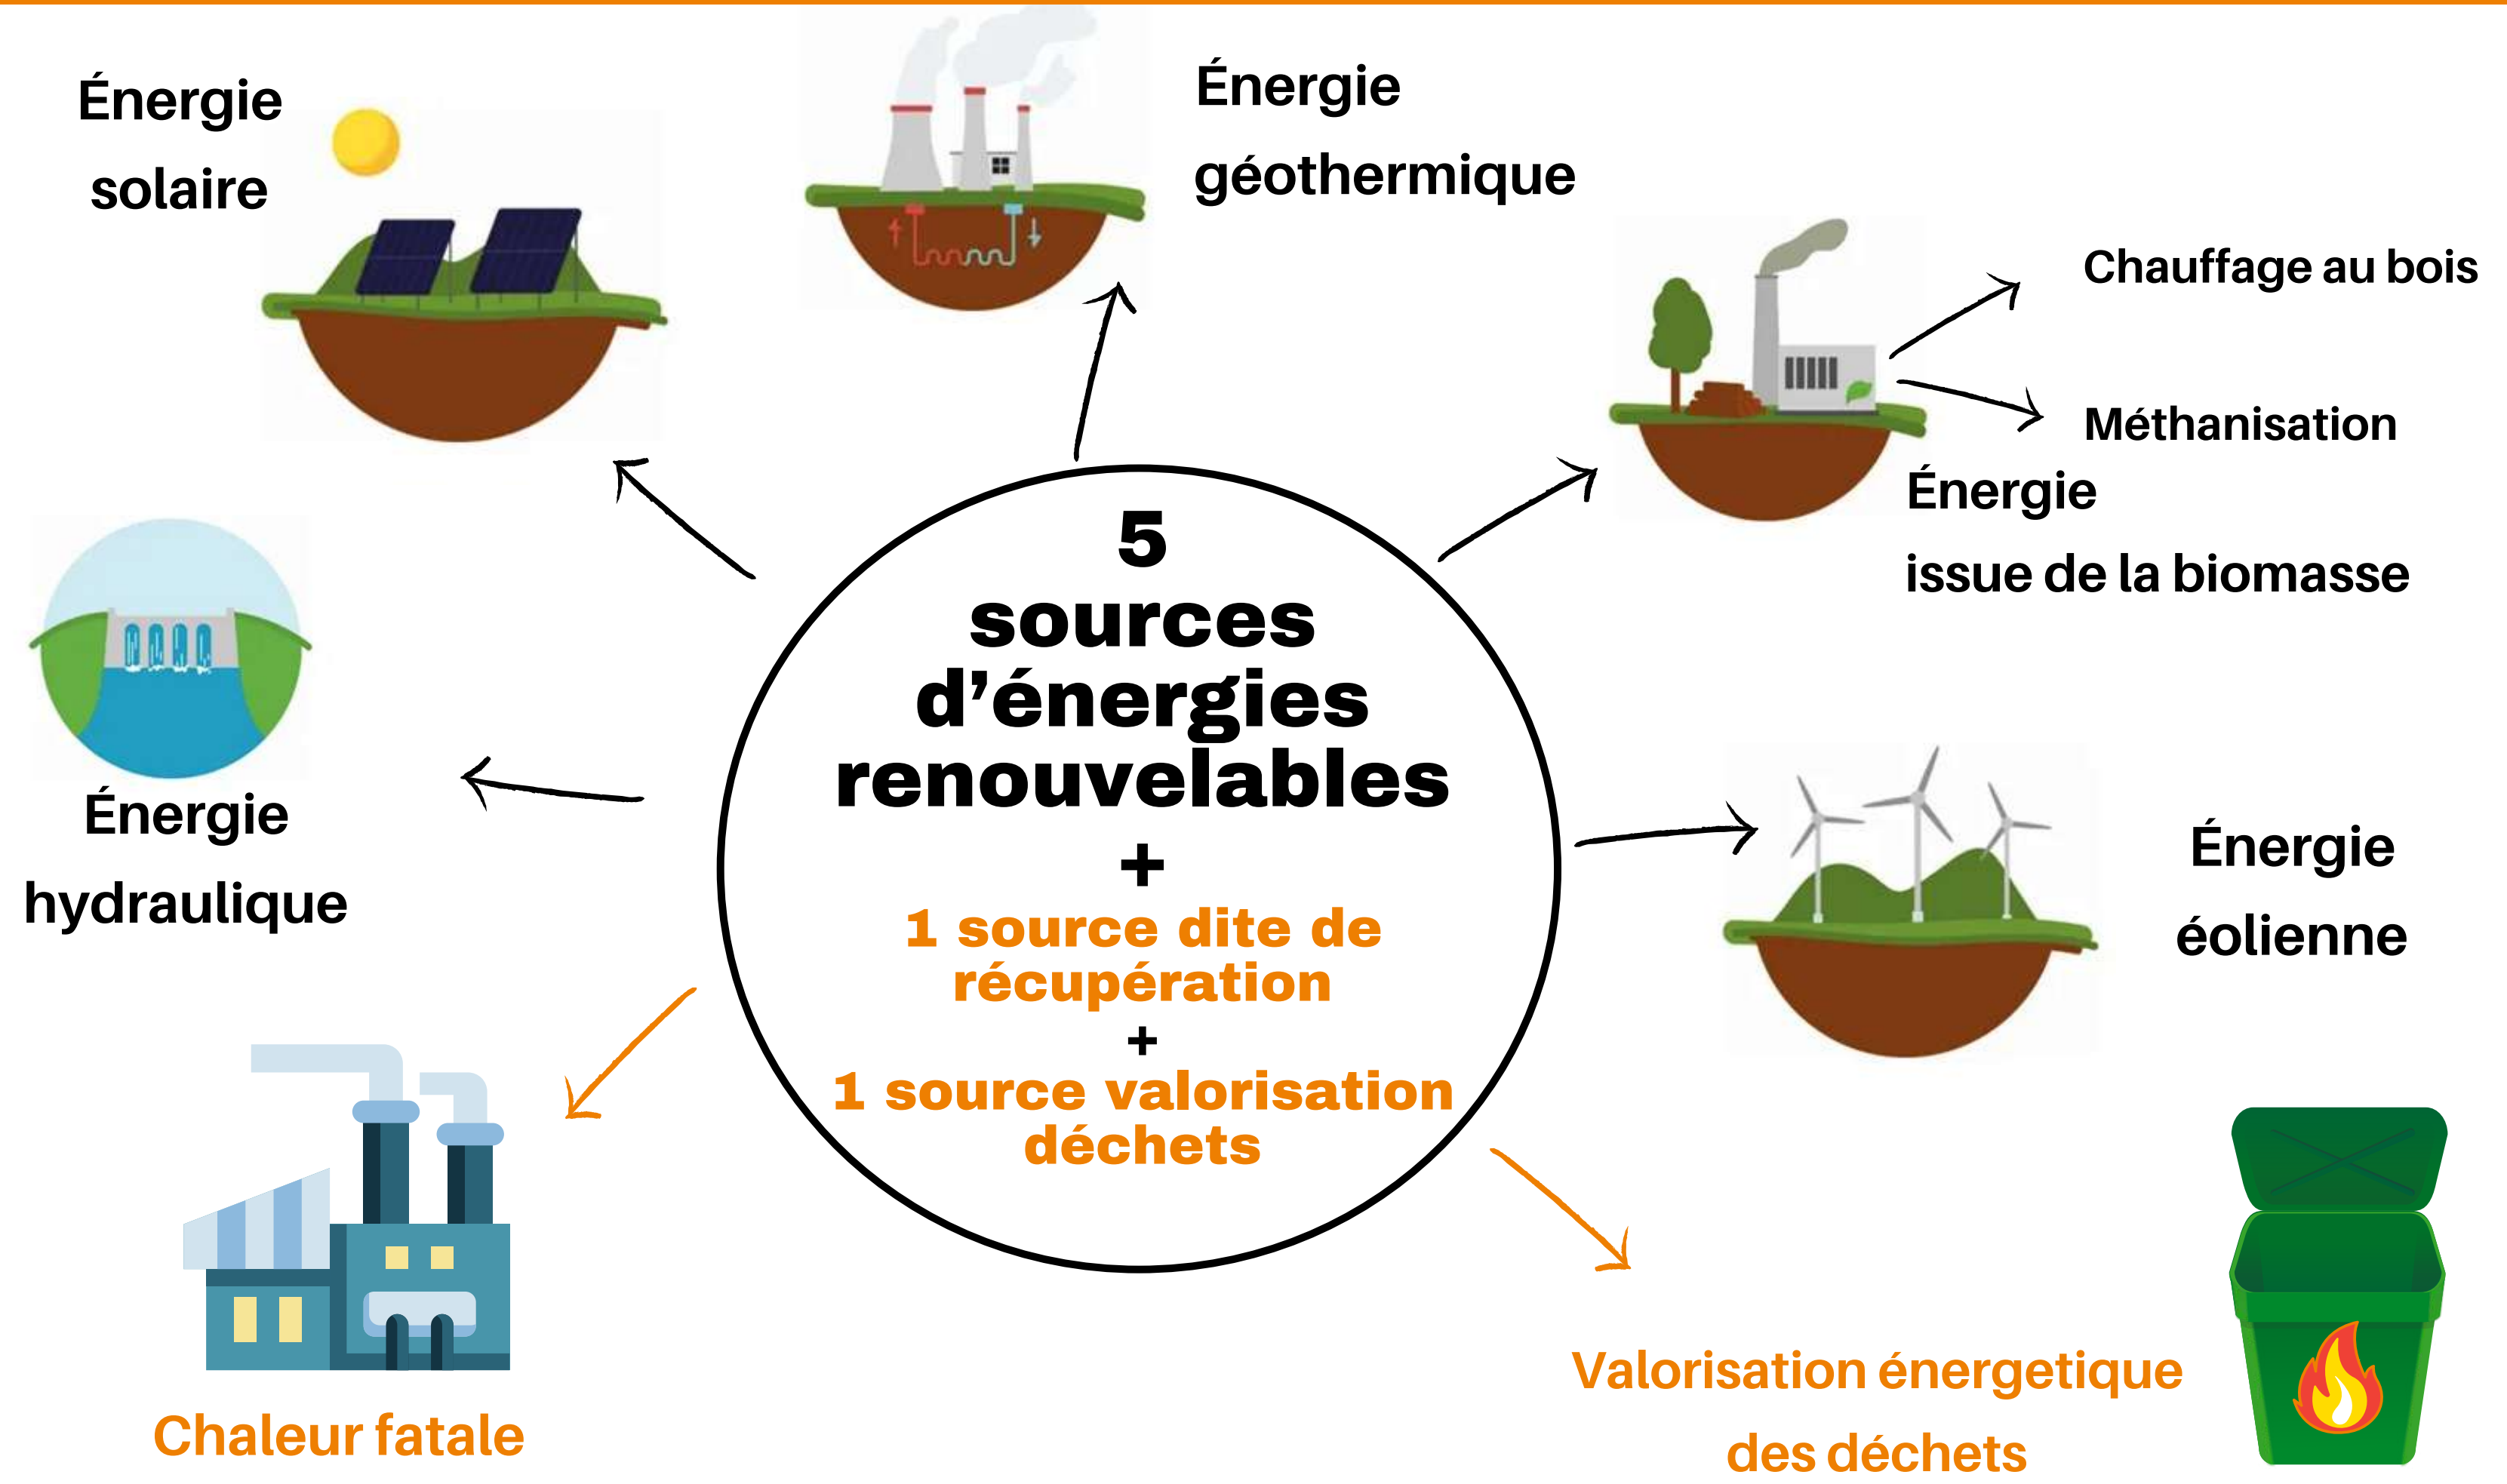 Énergie
solaire
Énergie
géothermique
Chauffage au bois
Méthanisation
Énergie
issue de la biomasse
5
sources
d’énergies
renouvelables
+
1 source dite de
récupération
+
1 source valorisation
déchets
Énergie
hydraulique
Énergie
éolienne
Chaleur fatale
Valorisation énergetique
des déchets